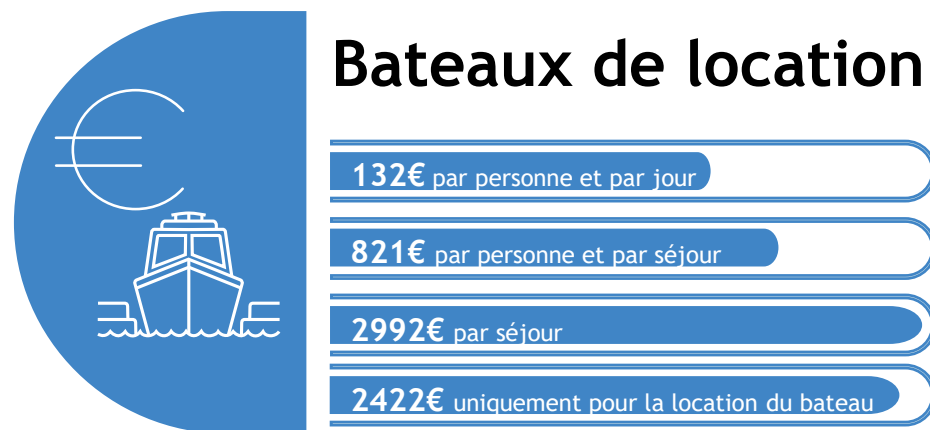 Bateaux de location
132€ par personne et par jour
821€ par personne et par séjour
2992€ par séjour
2422€ uniquement pour la location du bateau